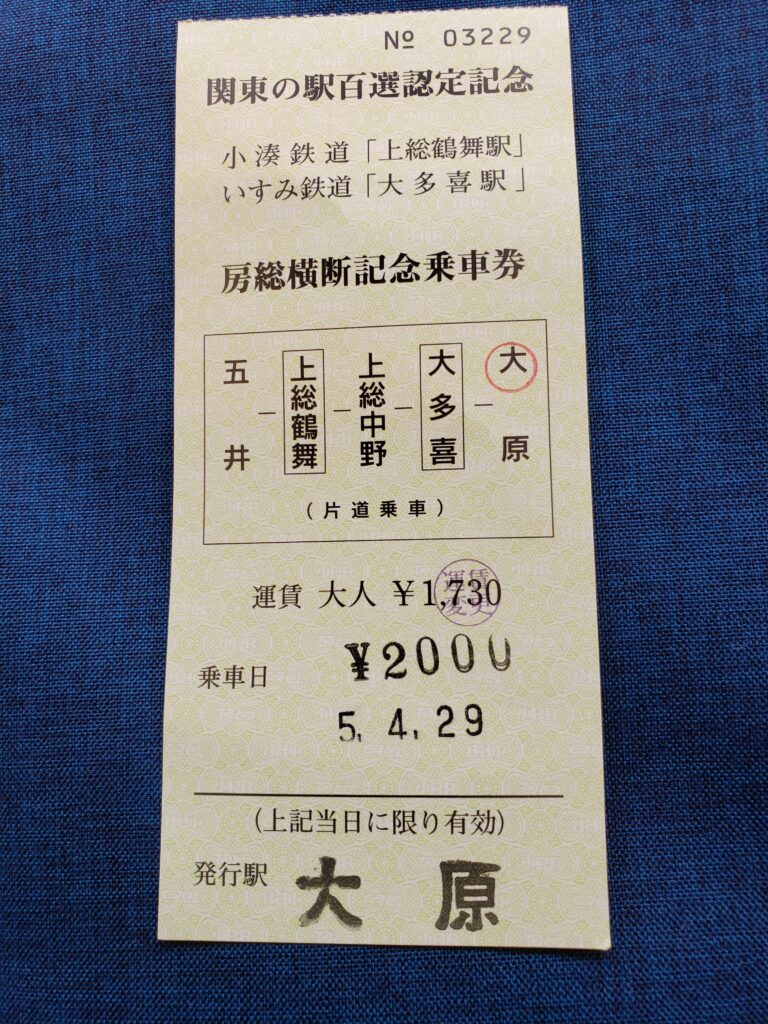 № 03229
関東の駅百選認定記念
小湊鉄道「上総鶴舞駅」
いすみ鉄道「大多喜駅」
房総横断記念乗車券
五井－上総鶴舞－上総中野－大多喜－大原
(片道乗車)
運賃 大人 ¥1,730
運賃変更
¥2000
乗車日
5.4.29
(上記当日に限り有効)
発行駅 大原